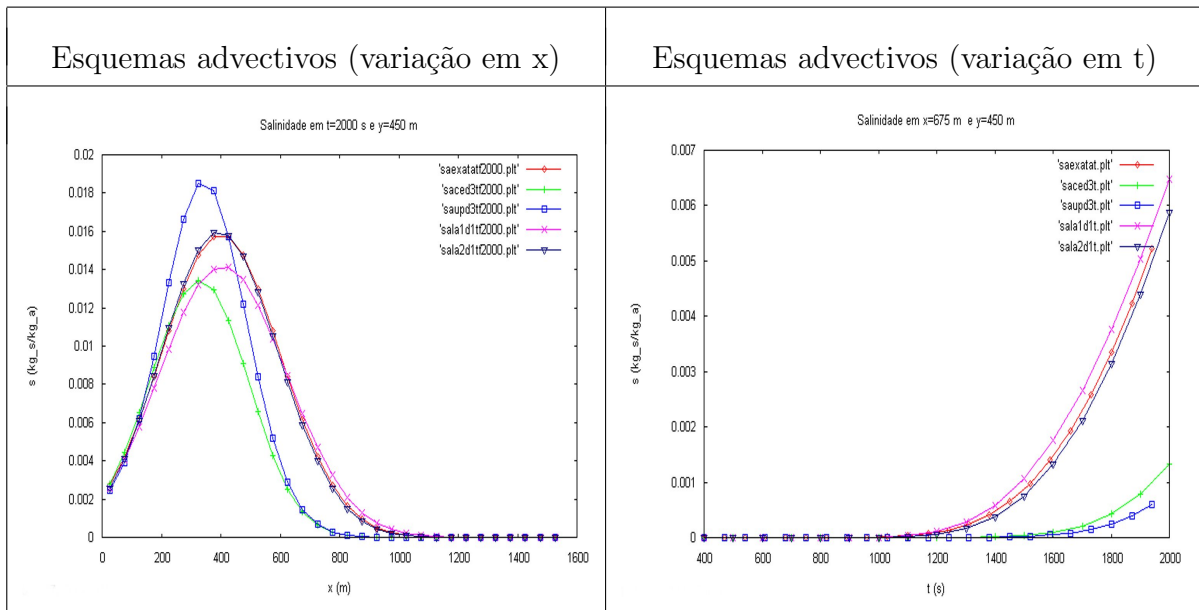 Esquemas advectivos (variação em x)
Esquemas advectivos (variação em t)
Salinidade em t=2000 s e y=450 m
0.02
0.018
0.016
0.014
0.012
0.01
0.008
0.006
0.004
0.002
0
s (kg_s/kg_a)
'saexatatf2000.plt'
'saced3tf2000.plt'
'saupd3tf2000.plt'
'sala1d1tf2000.plt'
'sala2d1tf2000.plt'
0 200 400 600 800 1000 1200 1400 1600
x (m)
Salinidade em x=675 m e y=450 m
0.007
0.006
0.005
0.004
0.003
0.002
0.001
0
s (kg_s/kg_a)
'saexatat.plt'
'saced3t.plt'
'saupd3t.plt'
'sala1d1t.plt'
'sala2d1t.plt'
400 600 800 1000 1200 1400 1600 1800 2000
t (s)